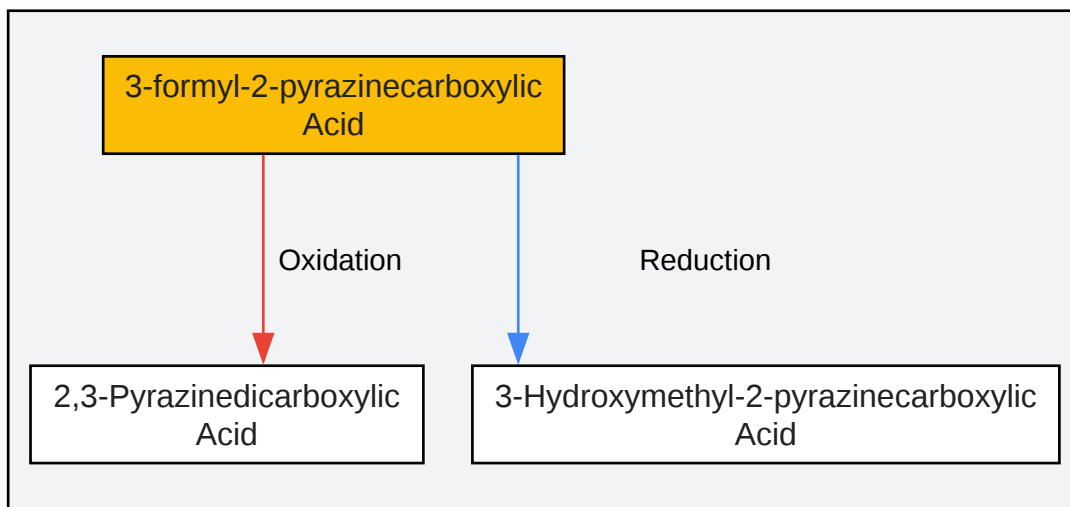 3-formyl-2-pyrazinecarboxylic
Acid
Oxidation
Reduction
2,3-Pyrazinedicarboxylic
Acid
3-Hydroxymethyl-2-pyrazinecarboxylic
Acid